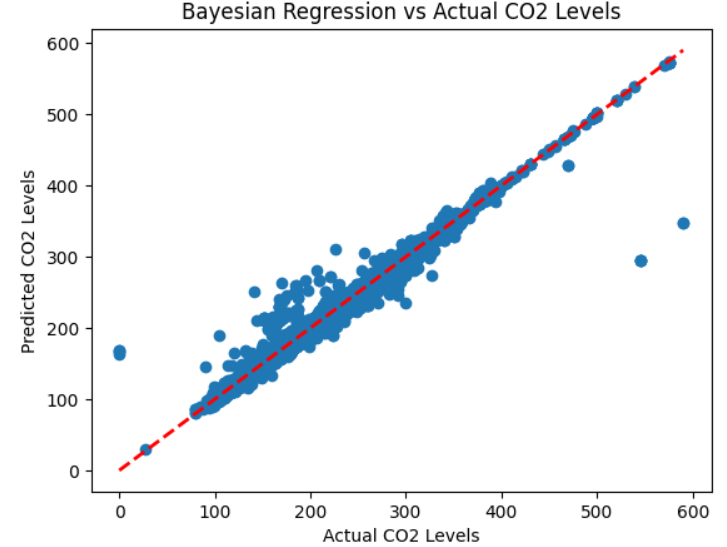 Bayesian Regression vs Actual CO2 Levels
600
500
400
300
200
100
0
Predicted CO2 Levels
0 100 200 300 400 500 600
Actual CO2 Levels